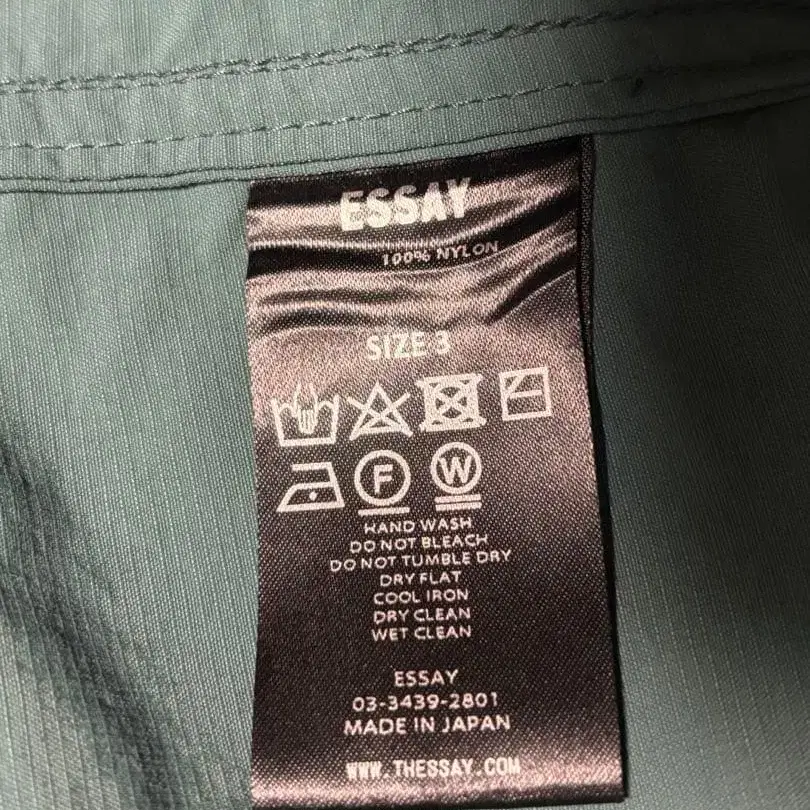 ESSAY
100% NYLON
SIZE 3
F W
HAND WASH
DO NOT BLEACH
DO NOT TUMBLE DRY
DRY FLAT
COOL IRON
DRY CLEAN
WET CLEAN
ESSAY
03-3439-2801
MADE IN JAPAN
WWW.THESSAY.COM